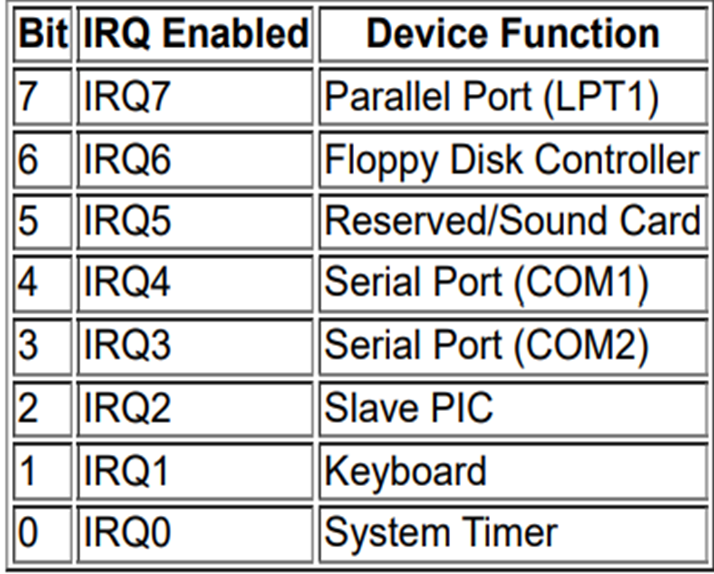 Bit IRQ Enabled Device Function
7 IRQ7 Parallel Port (LPT1)
6 IRQ6 Floppy Disk Controller
5 IRQ5 Reserved/Sound Card
4 IRQ4 Serial Port (COM1)
3 IRQ3 Serial Port (COM2)
2 IRQ2 Slave PIC
1 IRQ1 Keyboard
0 IRQ0 System Timer